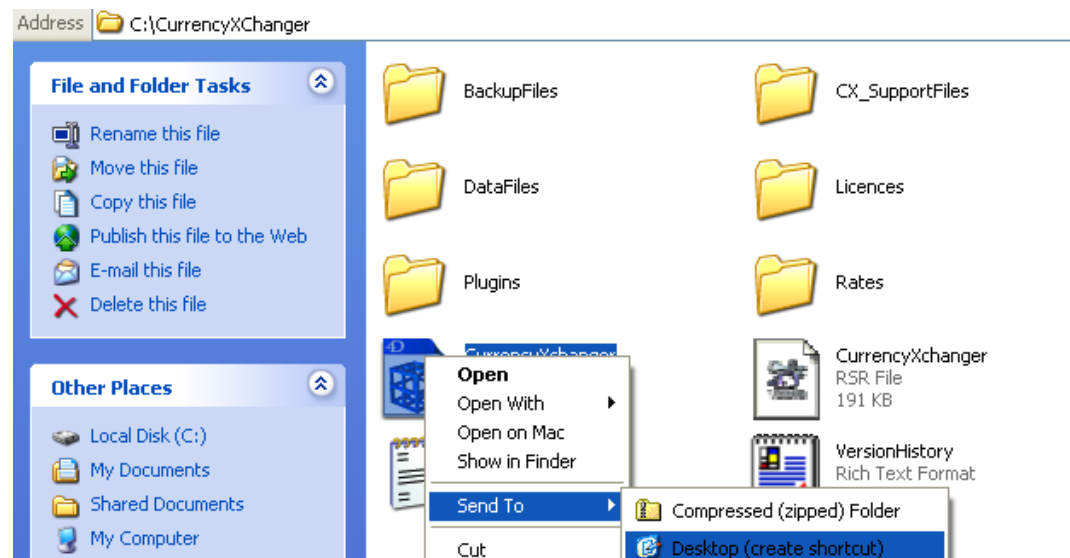 Address C:\CurrencyXChanger
File and Folder Tasks
Rename this file
Move this file
Copy this file
Publish this file to the Web
E-mail this file
Delete this file
Other Places
Local Disk (C:)
My Documents
Shared Documents
My Computer
BackupFiles
CX_SupportFiles
DataFiles
Licences
Plugins
Rates
4D
CurrencyXchanger
CurrencyXchanger
RSR File
191 KB
VersionHistory
Rich Text Format
Open
Open With
Open on Mac
Show in Finder
Send To
Cut
Compressed (zipped) Folder
Desktop (create shortcut)